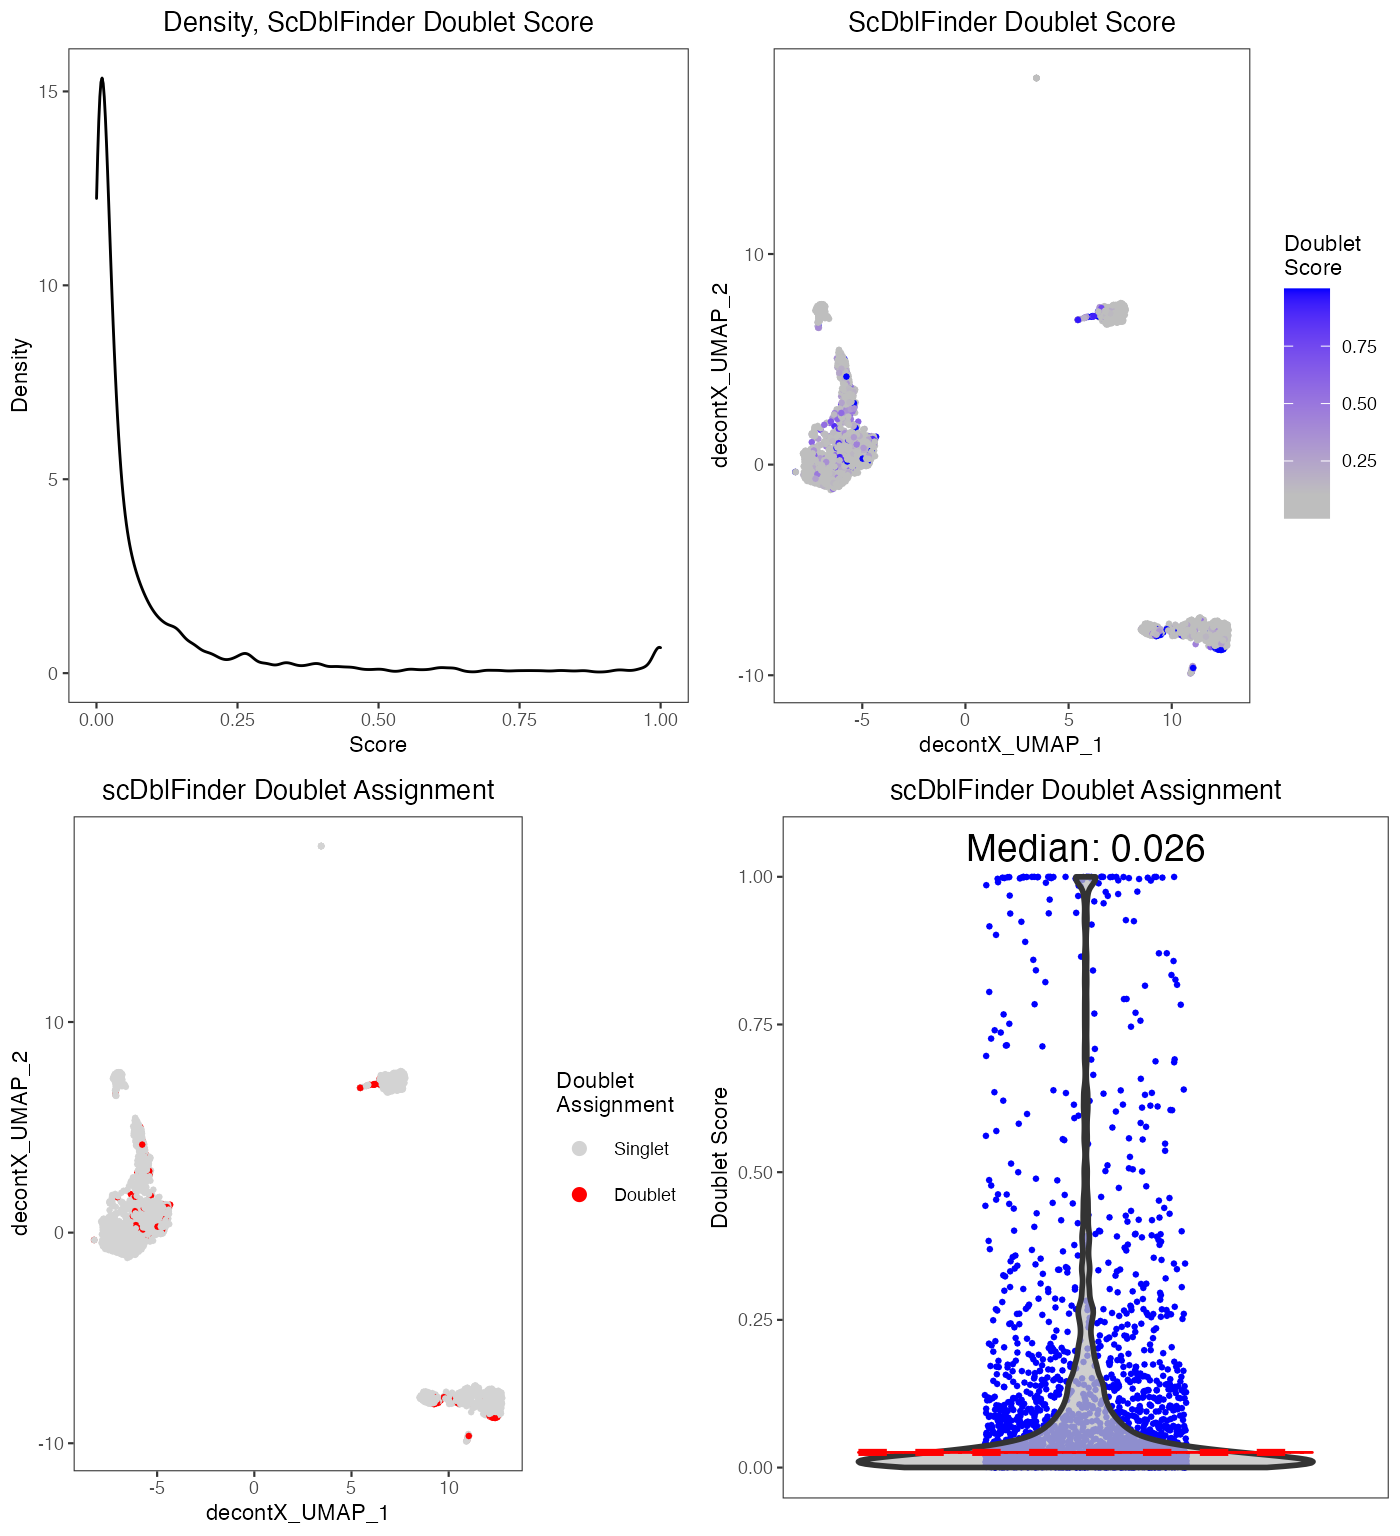 Density, ScDblFinder Doublet Score
Density
15
10
5
0
0.00
0.25
0.50
0.75
1.00
Score
ScDblFinder Doublet Score
decontX_UMAP_2
10
0
-10
-5
0
5
10
decontX_UMAP_1
Doublet
Score
0.75
0.50
0.25
scDblFinder Doublet Assignment
decontX_UMAP_2
10
0
-10
-5
0
5
10
decontX_UMAP_1
Doublet
Assignment
Singlet
Doublet
scDblFinder Doublet Assignment
Median: 0.026
Doublet Score
1.00
0.75
0.50
0.25
0.00